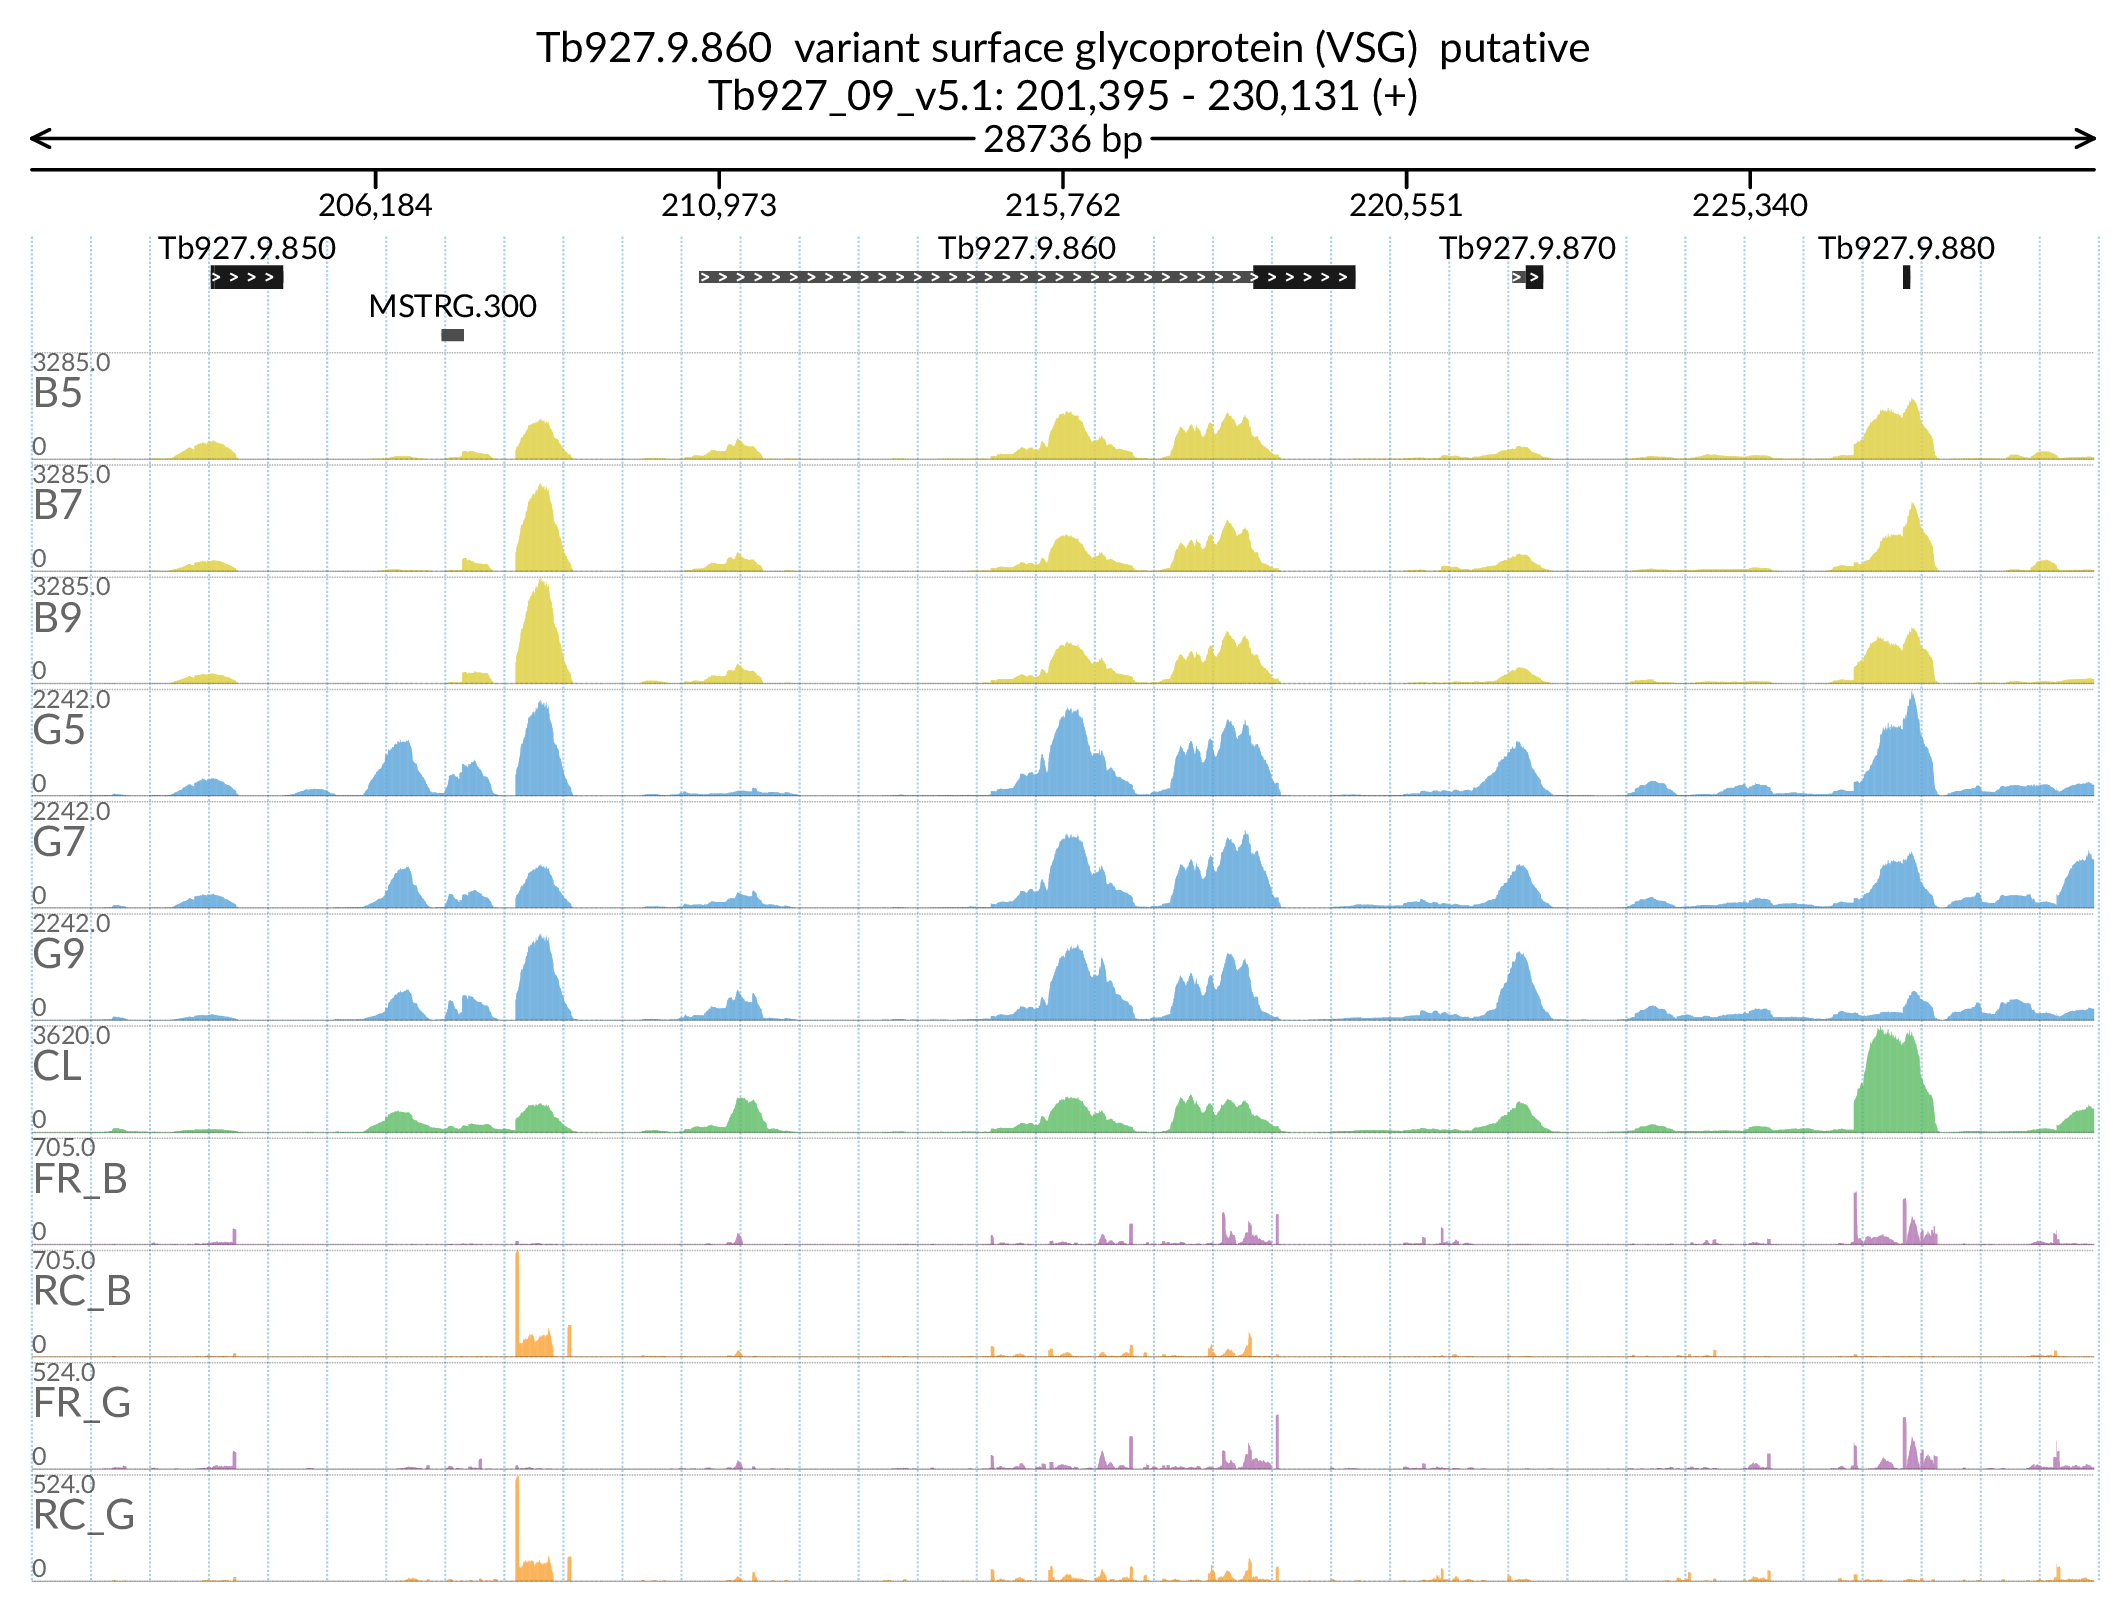 Tb927.9.860 variant surface glycoprotein (VSG) putative
Tb927_09_v5.1: 201,395 - 230,131 (+)
28736 bp
206,184 210,973 215,762 220,551 225,340
Tb927.9.850 Tb927.9.860 Tb927.9.870 Tb927.9.880
MSTRG.300
3285.0
B5
0
3285.0
B7
0
3285.0
B9
0
2242.0
G5
0
2242.0
G7
0
2242.0
G9
0
3620.0
CL
0
705.0
FR_B
0
705.0
RC_B
0
524.0
FR_G
0
524.0
RC_G
0